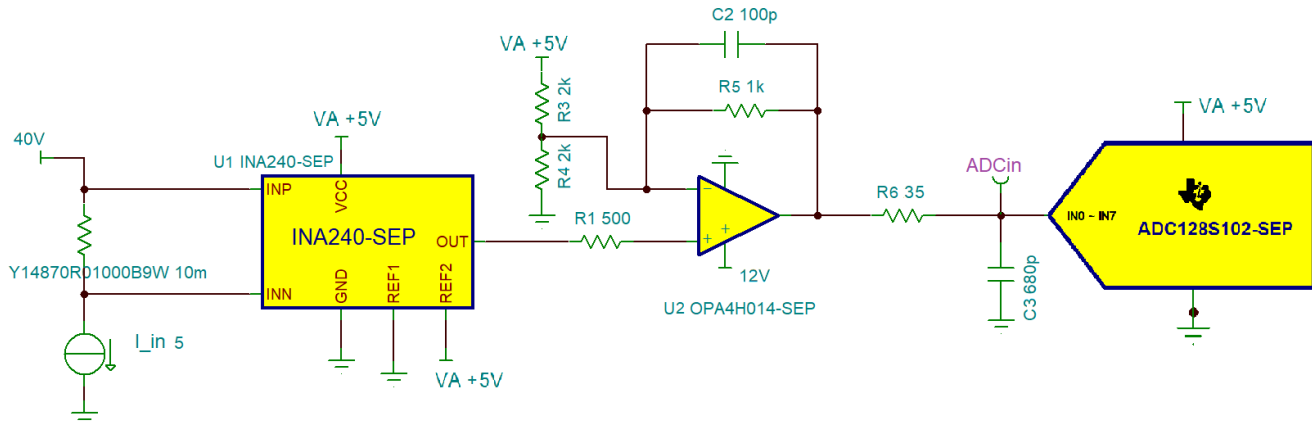 C2 100p
VA +5V
R5 1k
R3 2k
VA +5V
VA +5V
40V
U1 INA240-SEP
R4 2k
ADCin
INP
VCC
−
R6 35
IN0 ~ IN7
ADC128S102-SEP
INA240-SEP
OUT
R1 500
+
+
Y14870R01000B9W 10m
INN
GND
REF1
REF2
12V
C3 680p
U2 OPA4H014-SEP
I_in 5
VA +5V